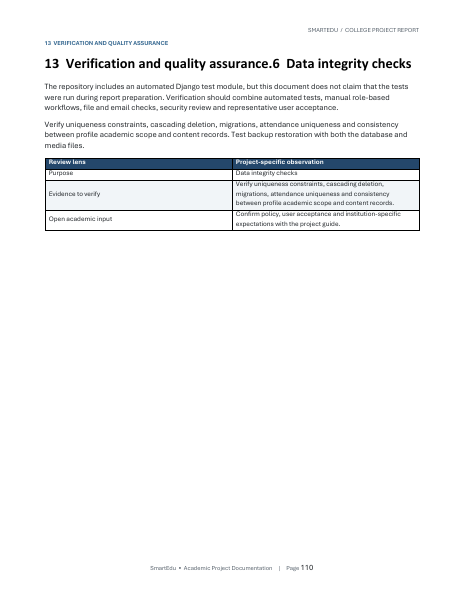 SMARTEDU / COLLEGE PROJECT REPORT
13 VERIFICATION AND QUALITY ASSURANCE
13 Verification and quality assurance.6 Data integrity checks
The repository includes an automated Django test module, but this document does not claim that the tests
were run during report preparation. Verification should combine automated tests, manual role-based
workflows, file and email checks, security review and representative user acceptance.
Verify uniqueness constraints, cascading deletion, migrations, attendance uniqueness and consistency
between profile academic scope and content records. Test backup restoration with both the database and
media files.
Review lens Project-specific observation
Purpose Data integrity checks
Evidence to verify Verify uniqueness constraints, cascading deletion,
migrations, attendance uniqueness and consistency
between profile academic scope and content records.
Open academic input Confirm policy, user acceptance and institution-specific
expectations with the project guide.
SmartEdu • Academic Project Documentation | Page 110